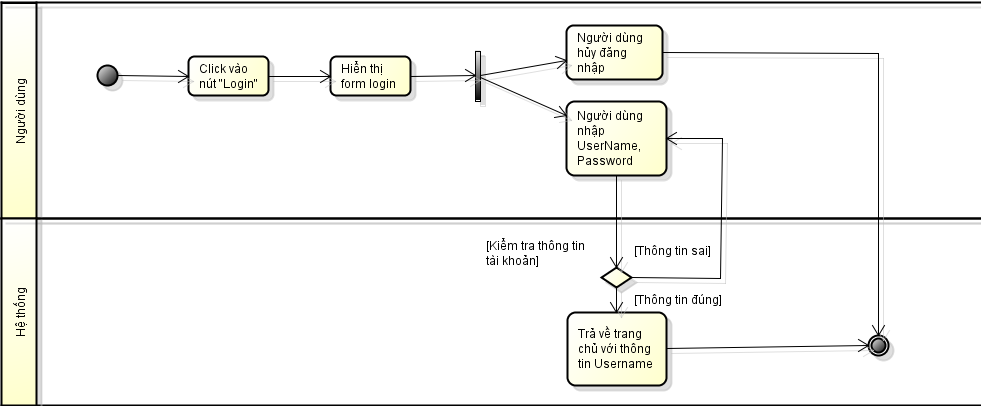 Người dùng
Click vào
nút "Login"
Hiển thị
form login
Người dùng
hủy đăng
nhập
Người dùng
nhập
UserName,
Password
Hệ thống
[Kiểm tra thông tin
tài khoản]
[Thông tin sai]
[Thông tin đúng]
Trả về trang
chủ với thông
tin Username